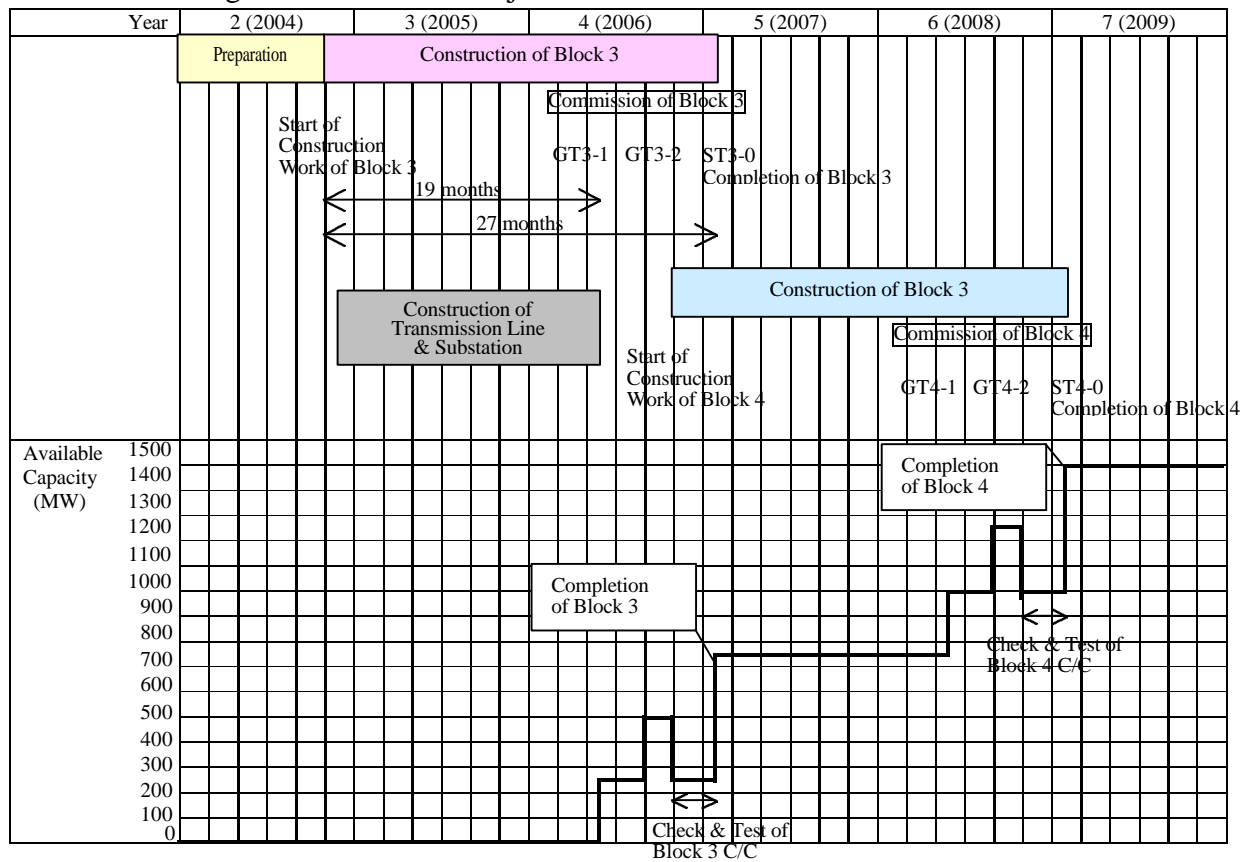 Year 2 (2004) 3 (2005) 4 (2006) 5 (2007) 6 (2008) 7 (2009)
Preparation Construction of Block 3
Commission of Block 3
Start of
Construction
Work of Block 3
GT3-1 GT3-2 ST3-0
Completion of Block 3
19 months
27 months
Construction of Block 3
Construction of
Transmission Line
& Substation
Commission of Block 4
Start of
Construction
Work of Block 4
GT4-1 GT4-2 ST4-0
Completion of Block 4
Available
Capacity
(MW)
1500
1400
1300
1200
1100
1000
900
800
700
600
500
400
300
200
100
0
Completion
of Block 4
Completion
of Block 3
Check & Test of
Block 4 C/C
Check & Test of
Block 3 C/C